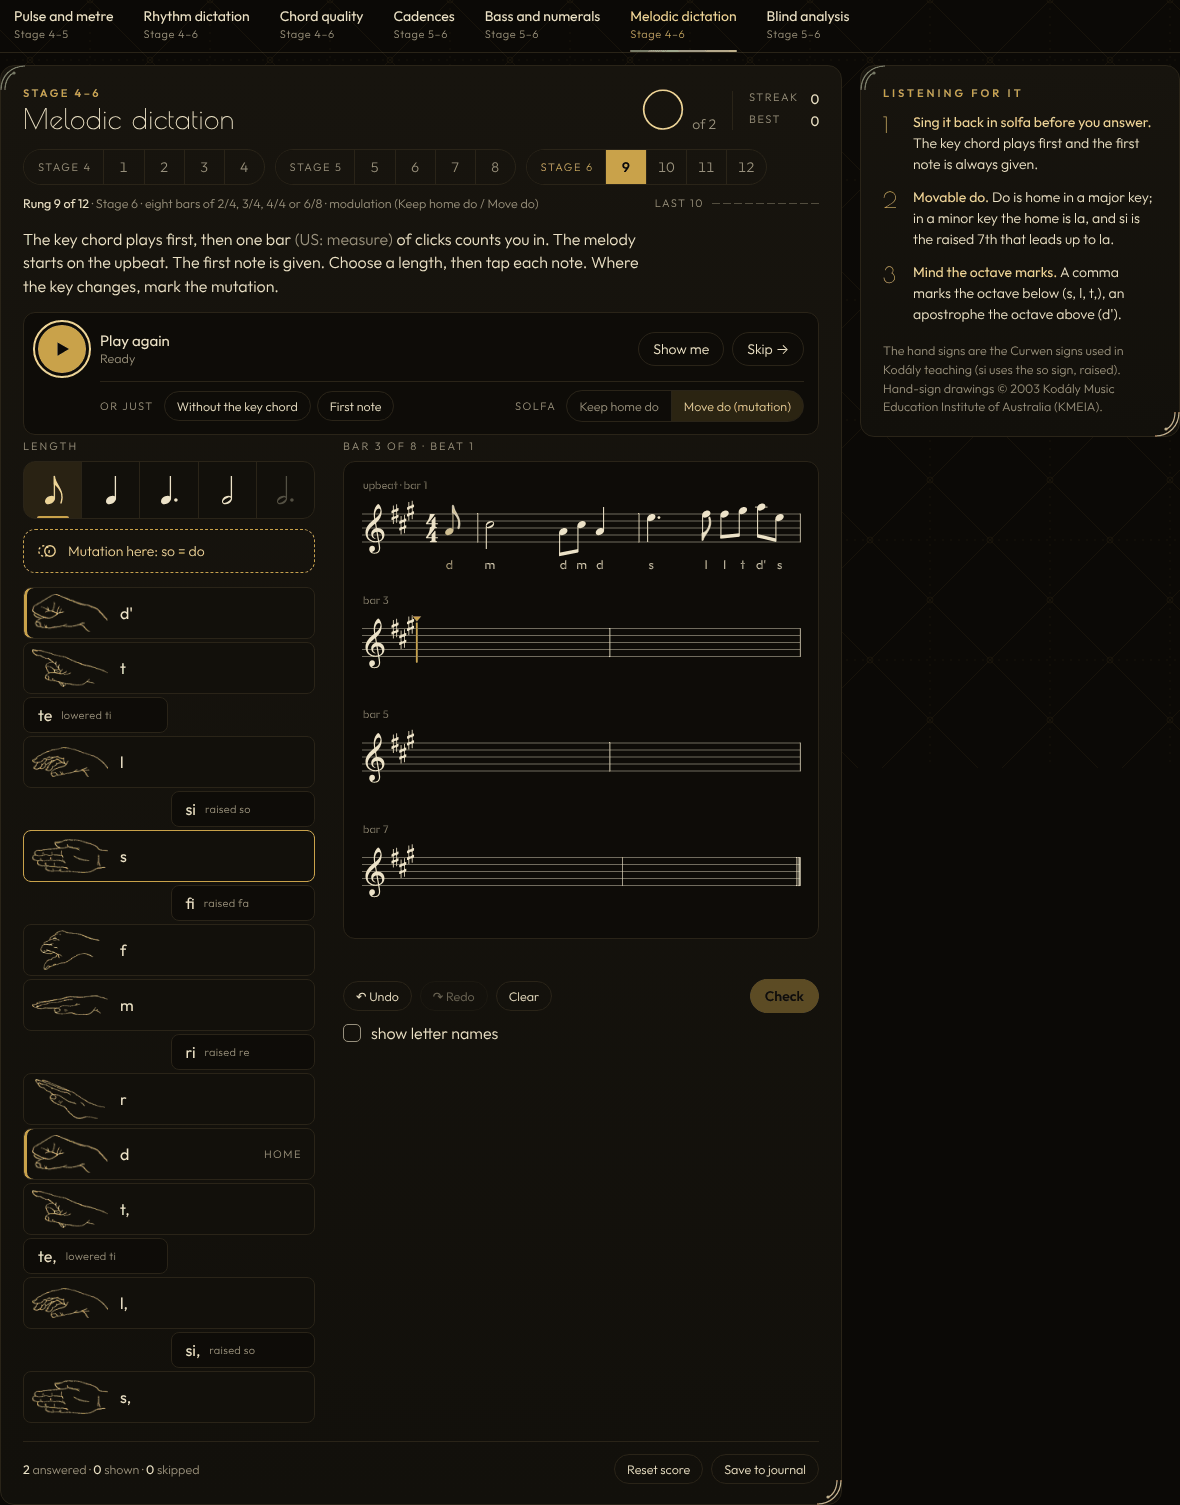 Pulse and metre
Stage 4–5
Rhythm dictation
Stage 4–6
Chord quality
Stage 4–6
Cadences
Stage 5–6
Bass and numerals
Stage 5–6
Melodic dictation
Stage 4–6
Blind analysis
Stage 5–6
STAGE 4–6
Melodic dictation
of 2
STREAK 0
BEST 0
STAGE 4 1 2 3 4
STAGE 5 5 6 7 8
STAGE 6 9 10 11 12
Rung 9 of 12 · Stage 6 · eight bars of 2/4, 3/4, 4/4 or 6/8 · modulation (Keep home do / Move do)
LAST 10
The key chord plays first, then one bar (US: measure) of clicks counts you in. The melody
starts on the upbeat. The first note is given. Choose a length, then tap each note. Where
the key changes, mark the mutation.
Play again
Ready
Show me
Skip →
OR JUST
Without the key chord
First note
SOLFA
Keep home do
Move do (mutation)
LENGTH
Mutation here: so = do
d'
t
te lowered ti
l
si raised so
s
fi raised fa
f
m
ri raised re
r
d HOME
t,
te, lowered ti
l,
si, raised so
s,
BAR 3 OF 8 · BEAT 1
upbeat · bar 1
4
4
d m d m d s l l t d' s
bar 3
bar 5
bar 7
↶ Undo
↷ Redo
Clear
Check
show letter names
2 answered · 0 shown · 0 skipped
Reset score
Save to journal
LISTENING FOR IT
1 Sing it back in solfa before you answer.
The key chord plays first and the first
note is always given.
2 Movable do. Do is home in a major key;
in a minor key the home is la, and si is
the raised 7th that leads up to la.
3 Mind the octave marks. A comma
marks the octave below (s, l, t,), an
apostrophe the octave above (d').
The hand signs are the Curwen signs used in
Kodály teaching (si uses the so sign, raised).
Hand-sign drawings © 2003 Kodály Music
Education Institute of Australia (KMEIA).